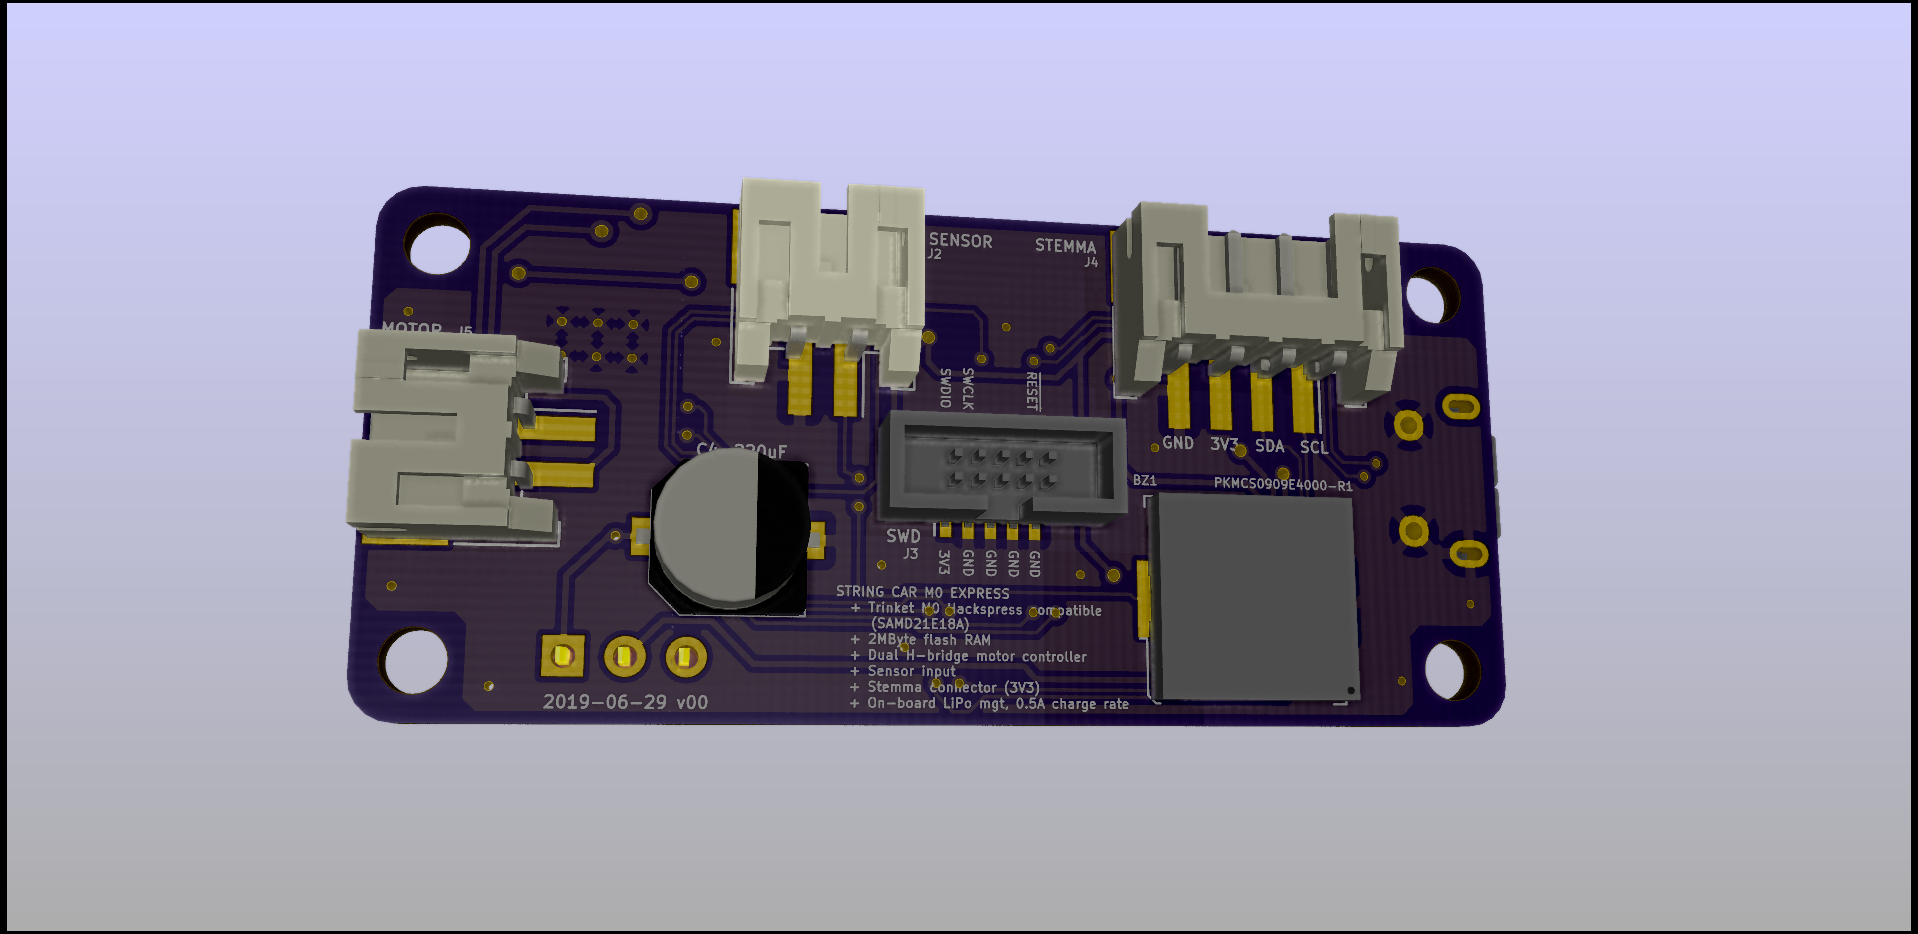 SENSOR
J2
STEMMA
J4
MOTOR J5
SWDIO
SWCLK
RESET
GND 3V3 SDA SCL
BZ1
PKMCS0909E4000-R1
SWD
J3
3V3
GND
GND
GND
GND
STRING CAR M0 EXPRESS
+ Trinket M0 Hackspress compatible
(SAMD21E18A)
+ 2MByte flash RAM
+ Dual H-bridge motor controller
+ Sensor input
+ Stemma connector (3V3)
+ On-board LiPo mgt, 0.5A charge rate
2019-06-29 v00